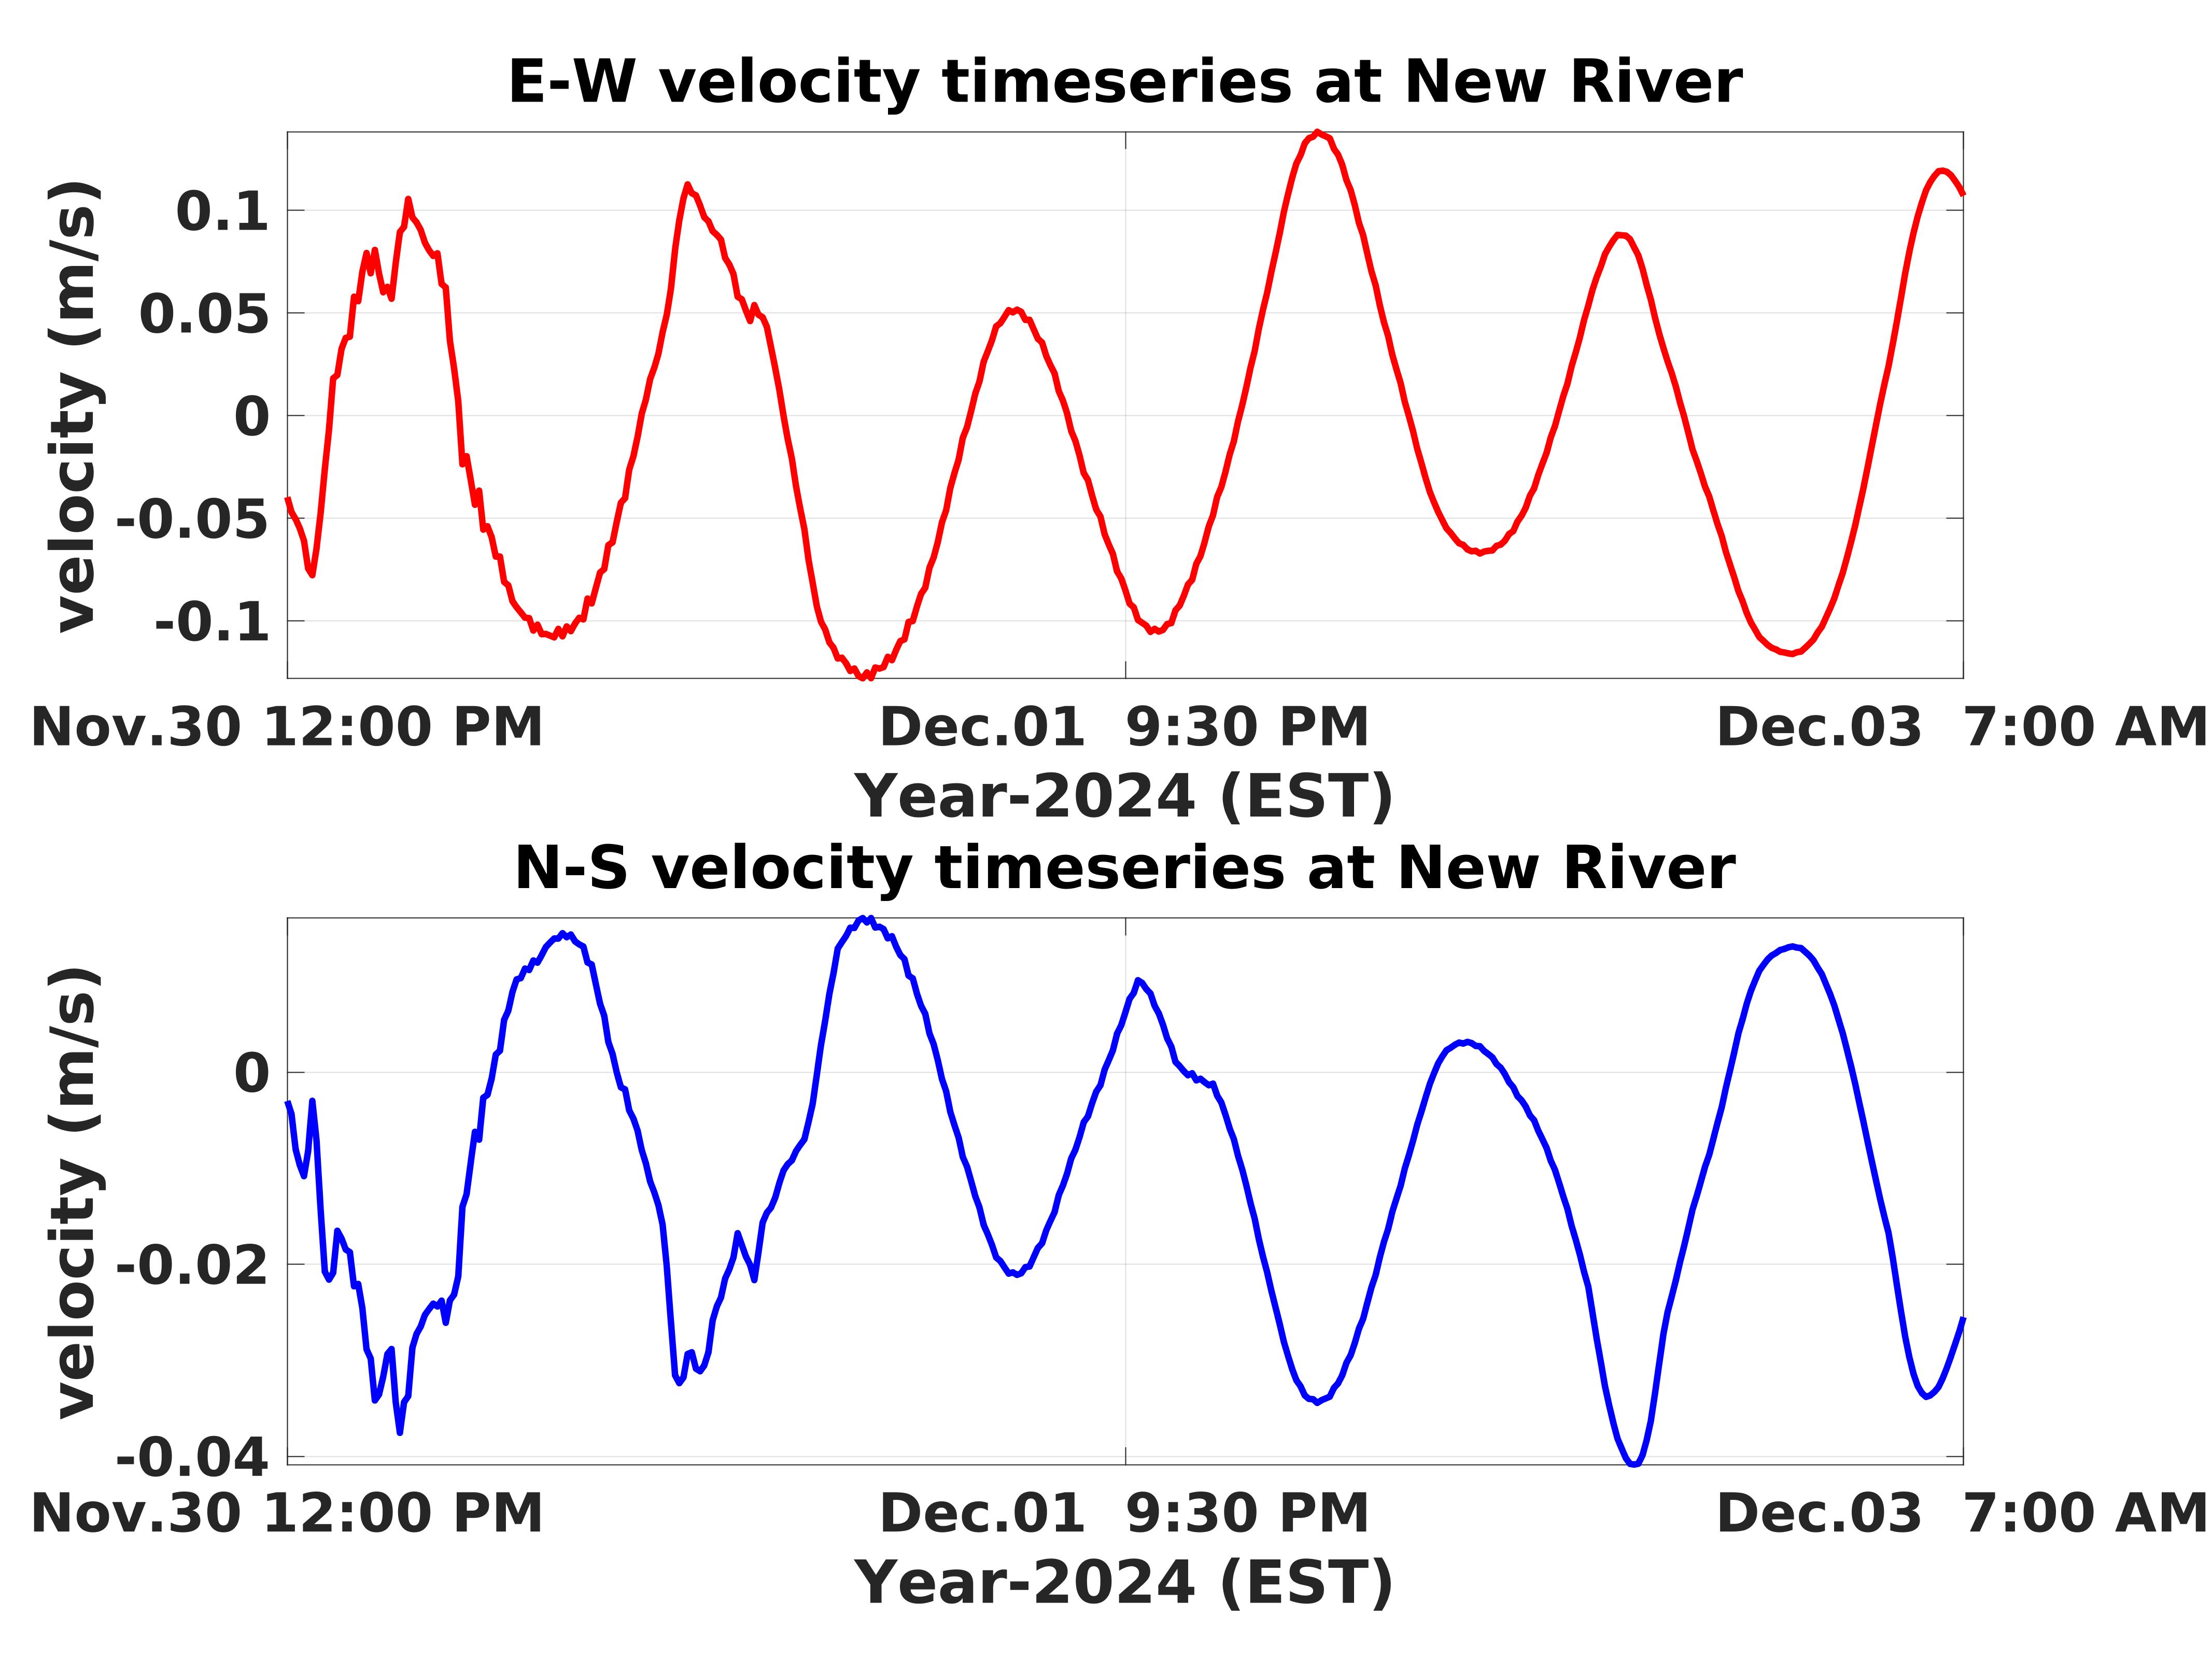 E-W velocity timeseries at New River
velocity (m/s)
0.1
0.05
0
-0.05
-0.1
Nov.30 12:00 PM Dec.01  9:30 PM Dec.03  7:00 AM
Year-2024 (EST)
N-S velocity timeseries at New River
velocity (m/s)
0
-0.02
-0.04
Nov.30 12:00 PM Dec.01  9:30 PM Dec.03  7:00 AM
Year-2024 (EST)